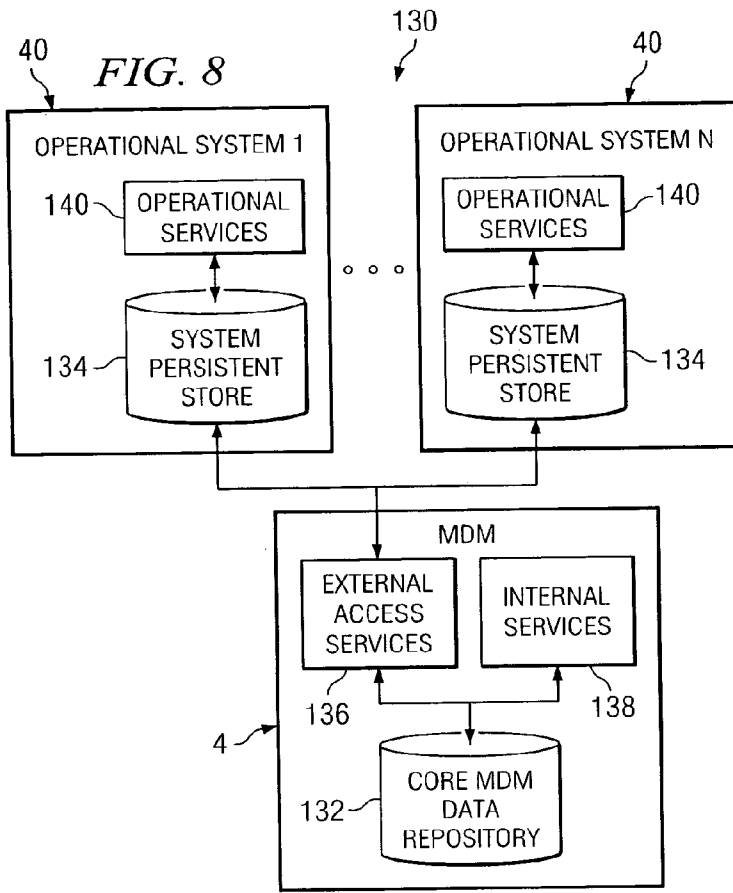 40
FIG. 8
130
40
OPERATIONAL SYSTEM 1
OPERATIONAL SYSTEM N
140
OPERATIONAL
SERVICES
OPERATIONAL
SERVICES
140
134
SYSTEM
PERSISTENT
STORE
SYSTEM
PERSISTENT
STORE
134
MDM
EXTERNAL
ACCESS
SERVICES
INTERNAL
SERVICES
136
138
4
132
CORE MDM
DATA
REPOSITORY